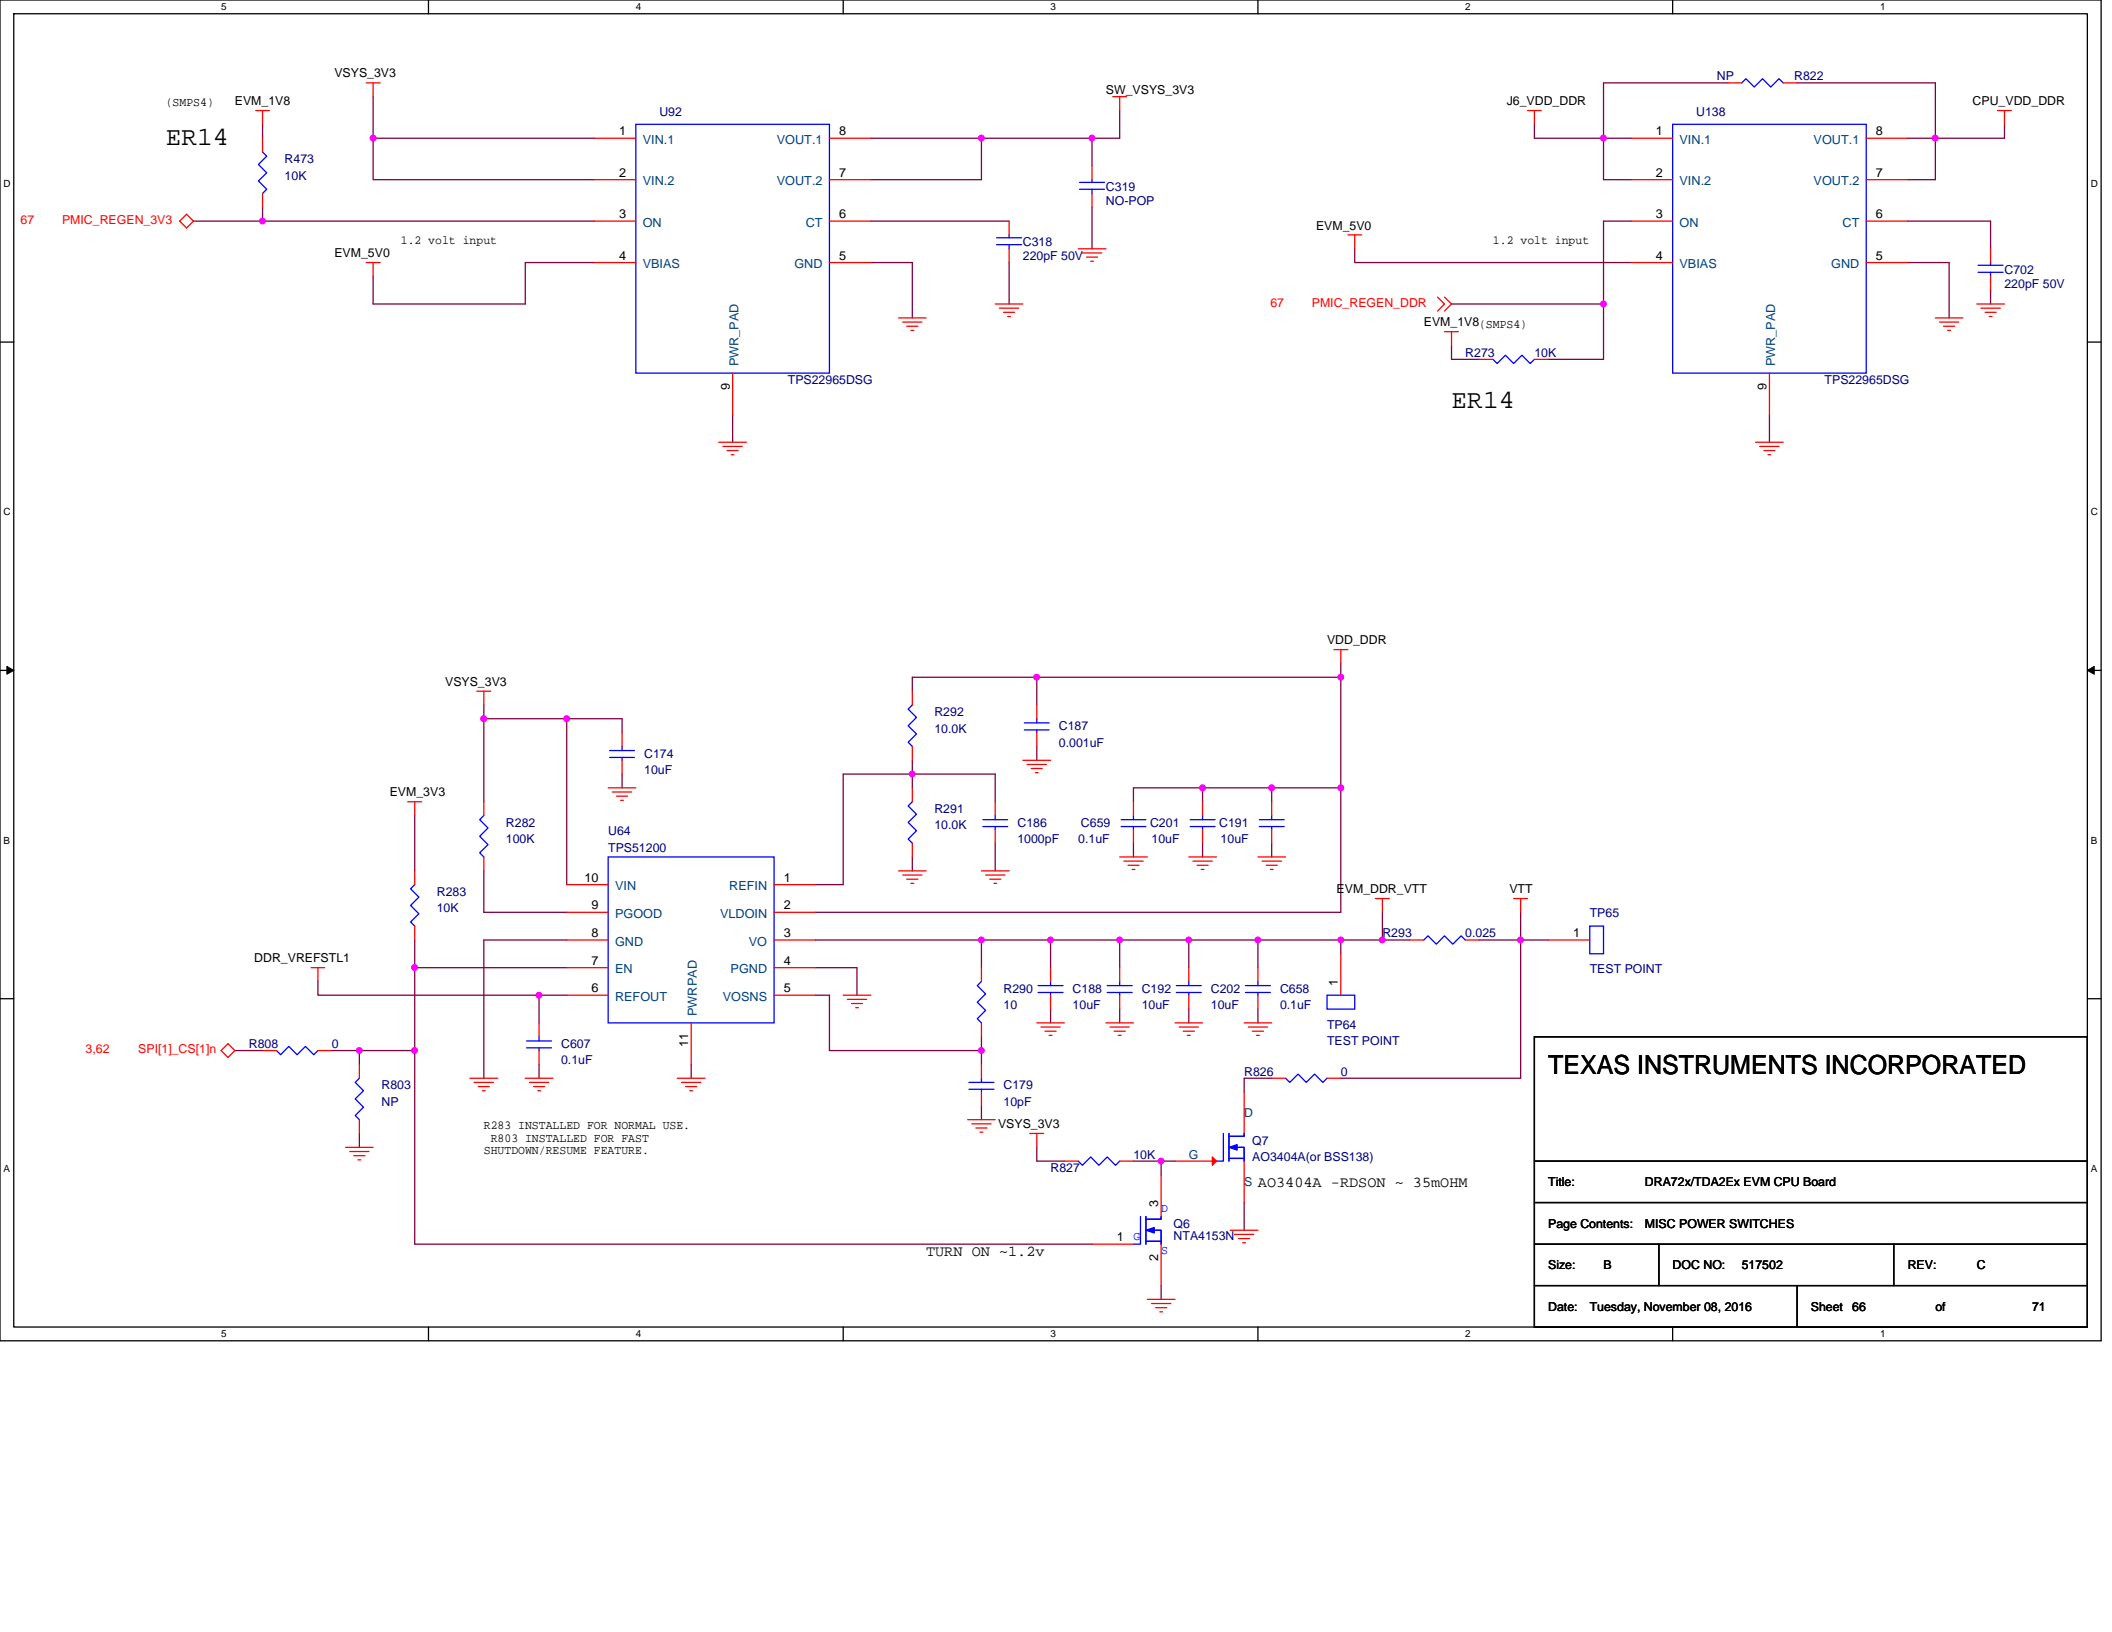 5 4 3 2 1
D
C
B
A
D
C
B
A
VSYS_3V3
(SMPS4) EVM_1V8
ER14
R473
10K
67 PMIC_REGEN_3V3
1.2 volt input
EVM_5V0
U92
1 VIN.1 VOUT.1 8
2 VIN.2 VOUT.2 7
3 ON CT 6
4 VBIAS GND 5
PWR_PAD
9
TPS22965DSG
SW_VSYS_3V3
C319
NO-POP
C318
220pF 50V
NP R822
J6_VDD_DDR
CPU_VDD_DDR
U138
1 VIN.1 VOUT.1 8
2 VIN.2 VOUT.2 7
3 ON CT 6
4 VBIAS GND 5
PWR_PAD
9
TPS22965DSG
EVM_5V0
1.2 volt input
67 PMIC_REGEN_DDR
EVM_1V8 (SMPS4)
R273 10K
ER14
C702
220pF 50V
VDD_DDR
VSYS_3V3
R292
10.0K
C187
0.001uF
C174
10uF
EVM_3V3
R282
100K
R291
10.0K
C186
1000pF
C659
0.1uF
C201
10uF
C191
10uF
U64
TPS51200
10 VIN REFIN 1
9 PGOOD VLDOIN 2
8 GND VO 3
7 EN PGND 4
6 REFOUT VOSNS 5
PWRPAD
11
R283
10K
DDR_VREFSTL1
EVM_DDR_VTT
VTT
R293 0.025
TP65
1
TEST POINT
R290
10
C188
10uF
C192
10uF
C202
10uF
C658
0.1uF
1
TP64
TEST POINT
3,62 SPI[1]_CS[1]n
R808 0
R803
NP
C607
0.1uF
C179
10pF
R283 INSTALLED FOR NORMAL USE.
R803 INSTALLED FOR FAST
SHUTDOWN/RESUME FEATURE.
VSYS_3V3
R827 10K
R826 0
D
G
S
Q7
AO3404A(or BSS138)
AO3404A -RDSON ~ 35mOHM
3
D
1
G
S
2
Q6
NTA4153N
TURN ON ~1.2v
TEXAS INSTRUMENTS INCORPORATED
Title: DRA72x/TDA2Ex EVM CPU Board
Page Contents: MISC POWER SWITCHES
Size: B DOC NO: 517502 REV: C
Date: Tuesday, November 08, 2016 Sheet 66 of 71
5 4 3 2 1